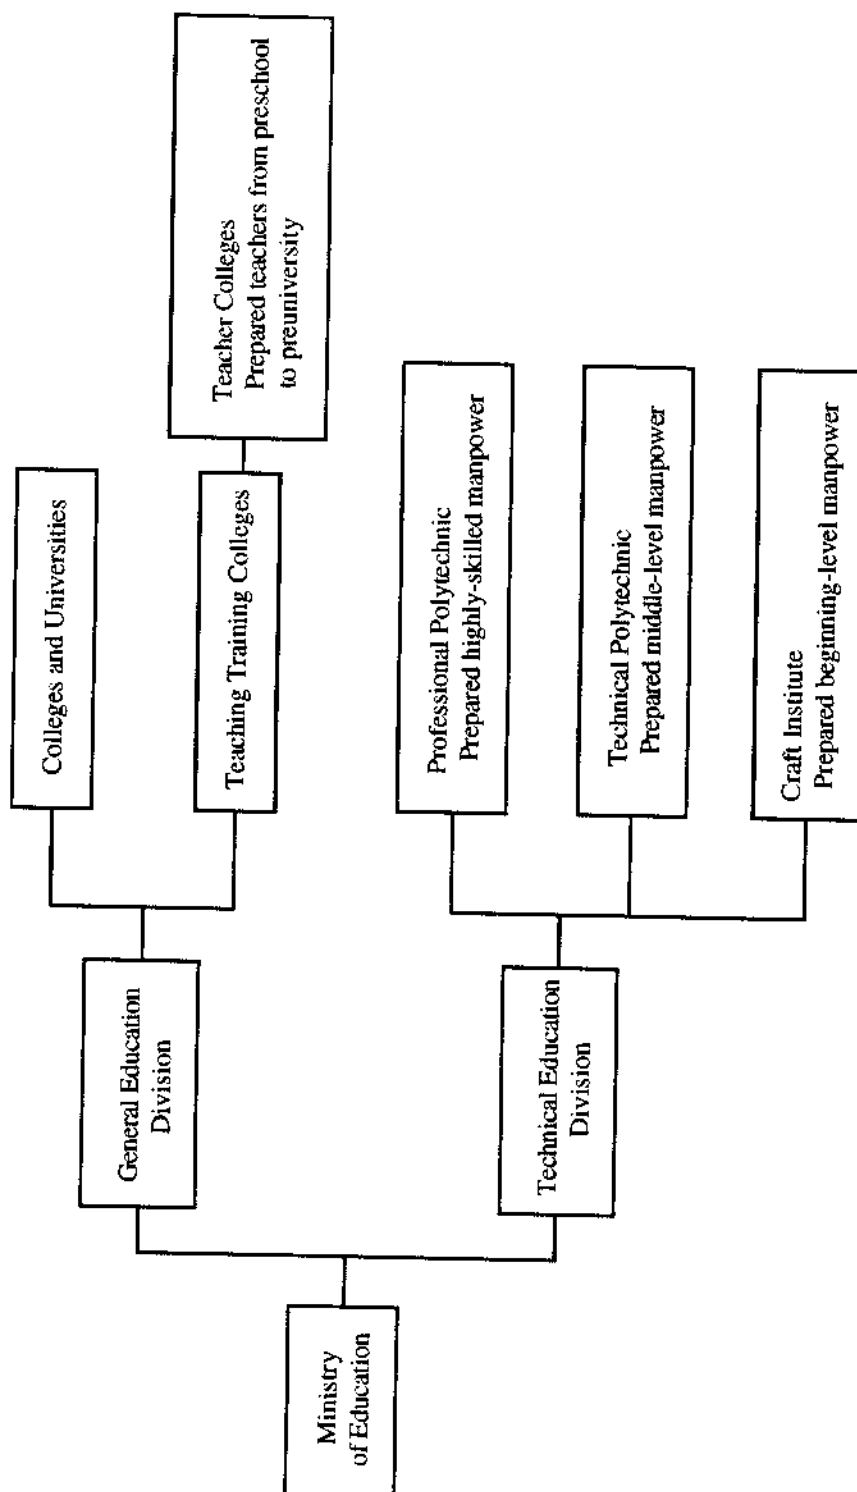 Ministry
of Education
General Education
Division
Colleges and Universities
Teaching Training Colleges
Teacher Colleges
Prepared teachers from preschool
to preuniversity
Technical Education
Division
Professional Polytechnic
Prepared highly-skilled manpower
Technical Polytechnic
Prepared middle-level manpower
Craft Institute
Prepared beginning-level manpower